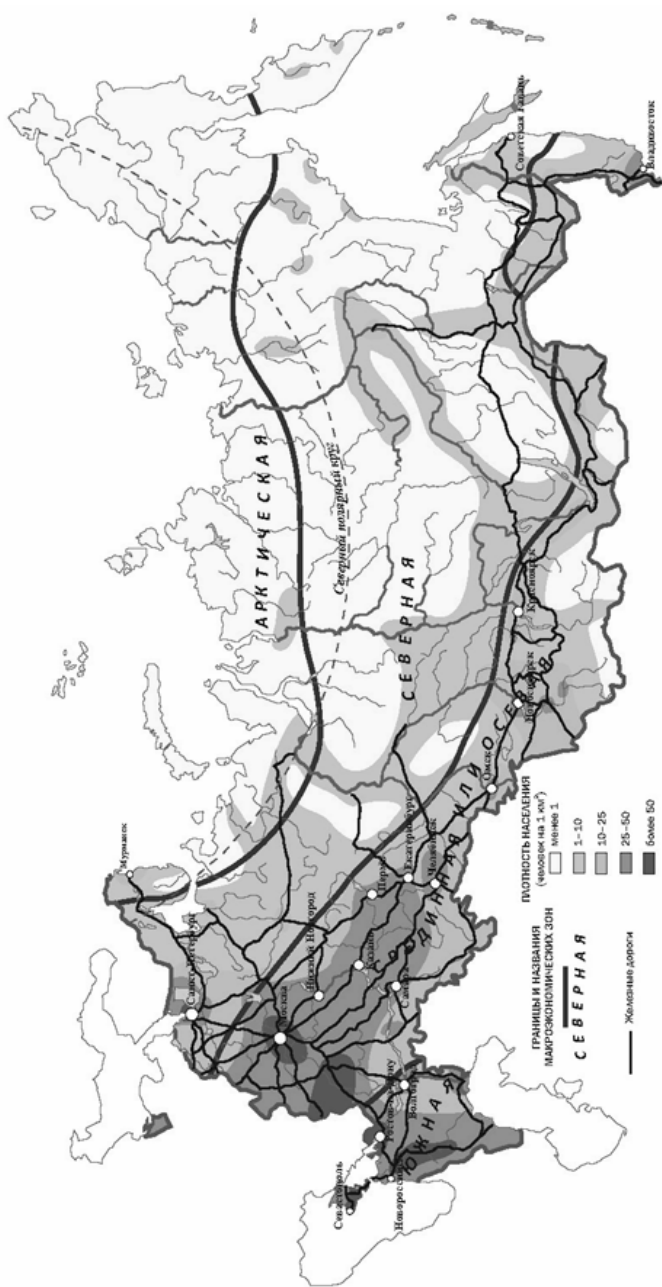 АРКТИЧЕСКАЯ
Северный полярный круг
СЕВЕРНАЯ
СРЕДИННАЯ ИЛИ ОСЕВАЯ
ЮЖНАЯ
Мурманск
Санкт-Петербург
Москва
Нижний Новгород
Казань
Самара
Пермь
Екатеринбург
Челябинск
Омск
Новосибирск
Красноярск
Советская Гавань
Владивосток
Севастополь
Новороссийск
Ростов-на-Дону
Волгоград
ГРАНИЦЫ И НАЗВАНИЯ
МАКРОЭКОНОМИЧЕСКИХ ЗОН
СЕВЕРНАЯ
Железные дороги
ПЛОТНОСТЬ НАСЕЛЕНИЯ
(человек на 1 км²)
менее 1
1–10
10–25
25–50
более 50